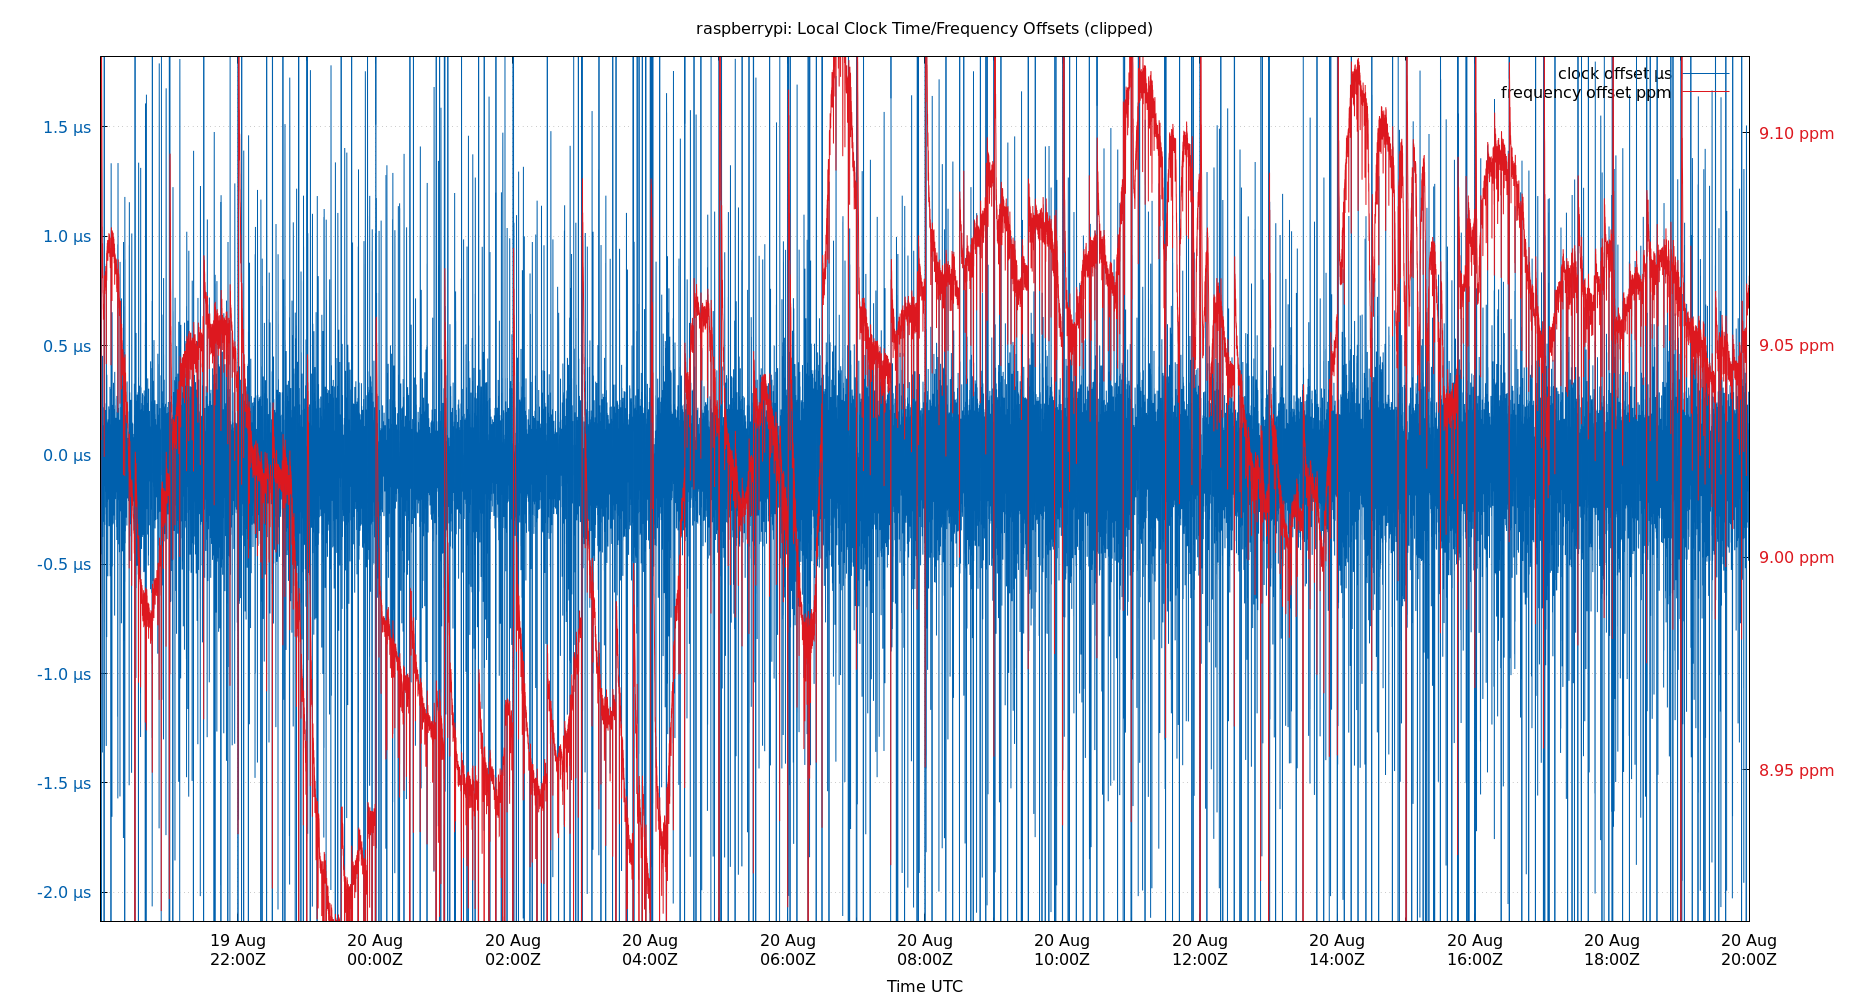 raspberrypi: Local Clock Time/Frequency Offsets (clipped)
clock offset µs
frequency offset ppm
1.5 µs
1.0 µs
0.5 µs
0.0 µs
-0.5 µs
-1.0 µs
-1.5 µs
-2.0 µs
9.10 ppm
9.05 ppm
9.00 ppm
8.95 ppm
19 Aug
22:00Z
20 Aug
00:00Z
20 Aug
02:00Z
20 Aug
04:00Z
20 Aug
06:00Z
20 Aug
08:00Z
20 Aug
10:00Z
20 Aug
12:00Z
20 Aug
14:00Z
20 Aug
16:00Z
20 Aug
18:00Z
20 Aug
20:00Z
Time UTC